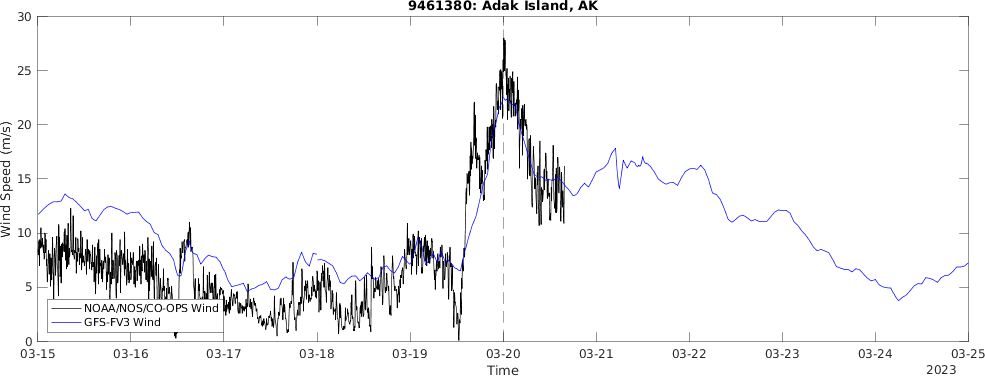 9461380: Adak Island, AK
Wind Speed (m/s)
30
25
20
15
10
5
0
NOAA/NOS/CO-OPS Wind
GFS-FV3 Wind
03-15 03-16 03-17 03-18 03-19 03-20 03-21 03-22 03-23 03-24 03-25
Time
2023